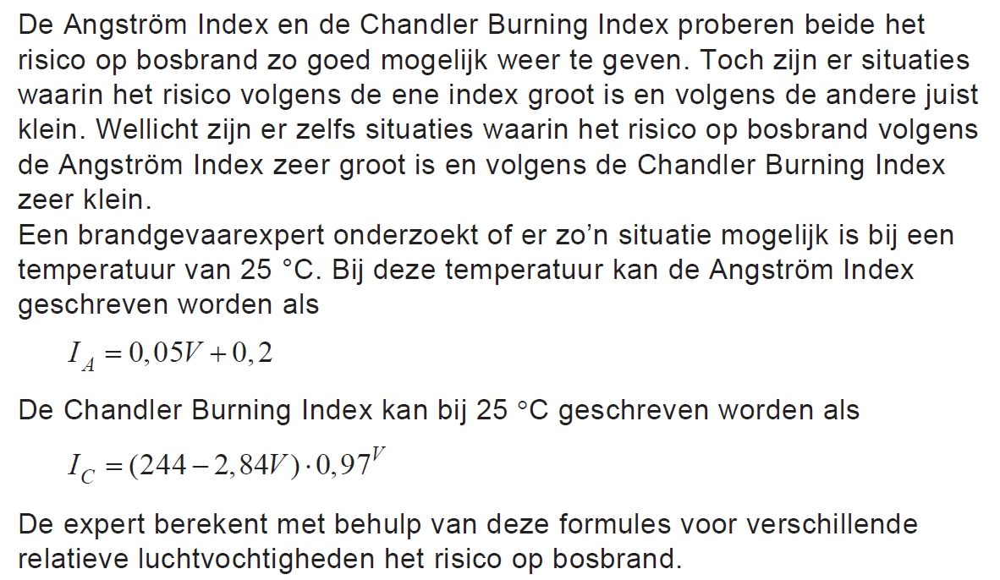 De Angström Index en de Chandler Burning Index proberen beide het
risico op bosbrand zo goed mogelijk weer te geven. Toch zijn er situaties
waarin het risico volgens de ene index groot is en volgens de andere juist
klein. Wellicht zijn er zelfs situaties waarin het risico op bosbrand volgens
de Angström Index zeer groot is en volgens de Chandler Burning Index
zeer klein.
Een brandgevaarexpert onderzoekt of er zo'n situatie mogelijk is bij een
temperatuur van 25 °C. Bij deze temperatuur kan de Angström Index
geschreven worden als
I_A = 0,05V + 0,2
De Chandler Burning Index kan bij 25 °C geschreven worden als
I_C = (244 – 2,84V) · 0,97^V
De expert berekent met behulp van deze formules voor verschillende
relatieve luchtvochtigheden het risico op bosbrand.